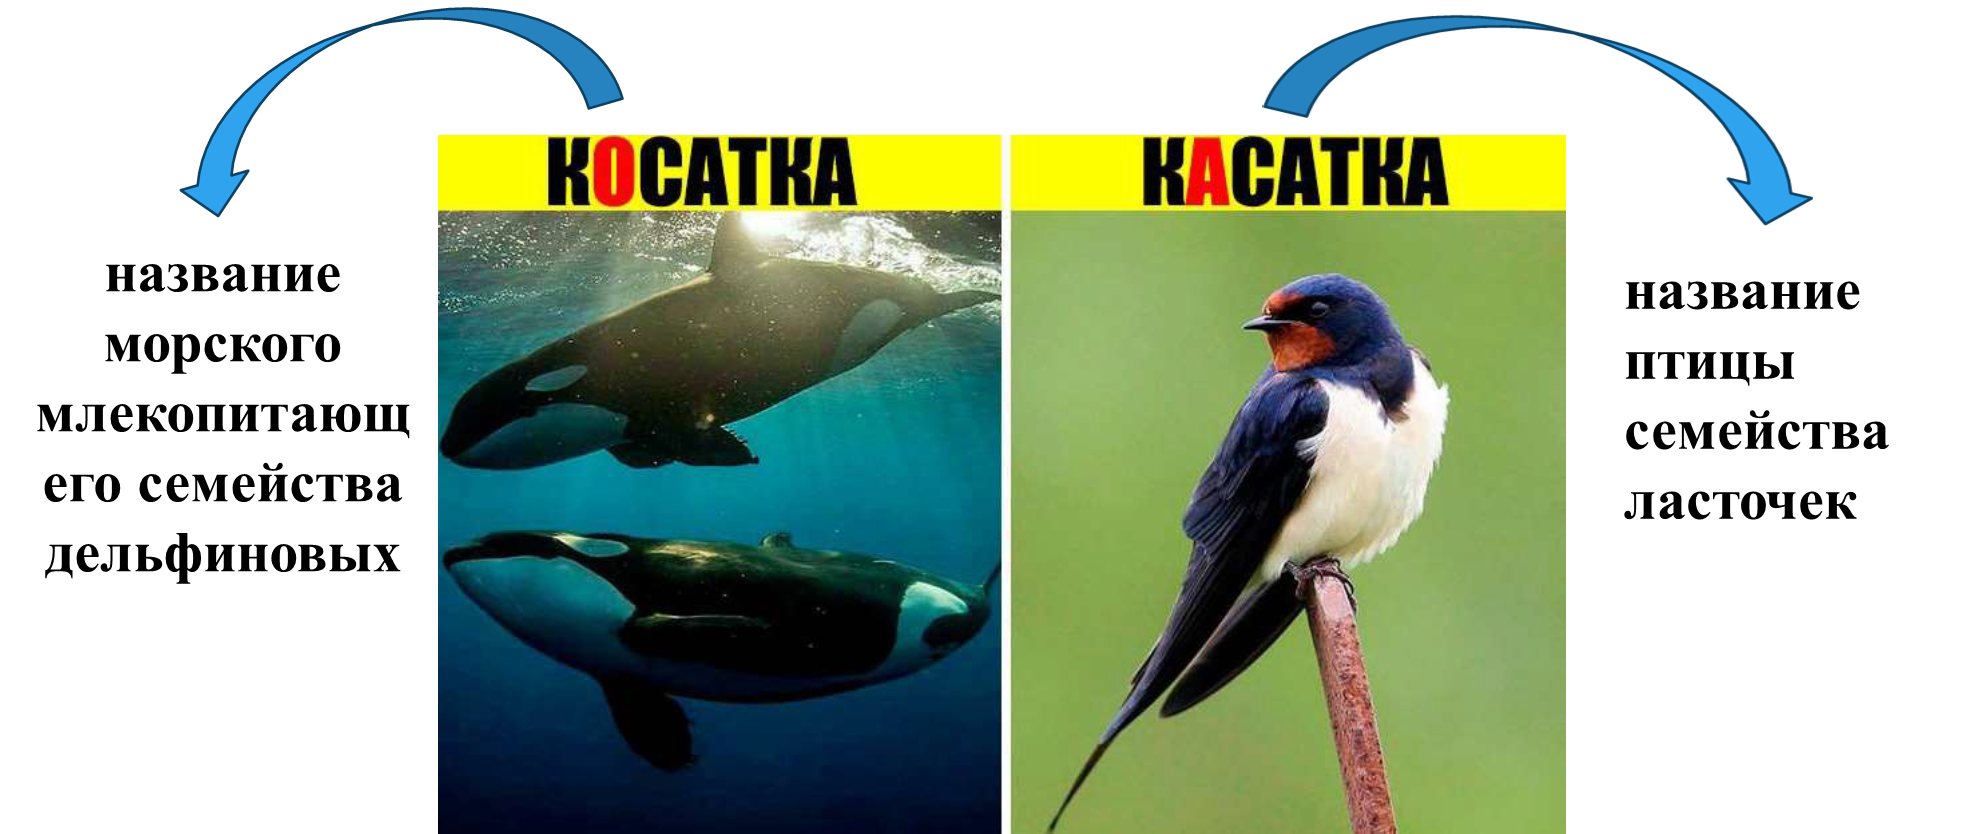 КОСАТКА
КАСАТКА
название
морского
млекопитающ
его семейства
дельфиновых
название
птицы
семейства
ласточек